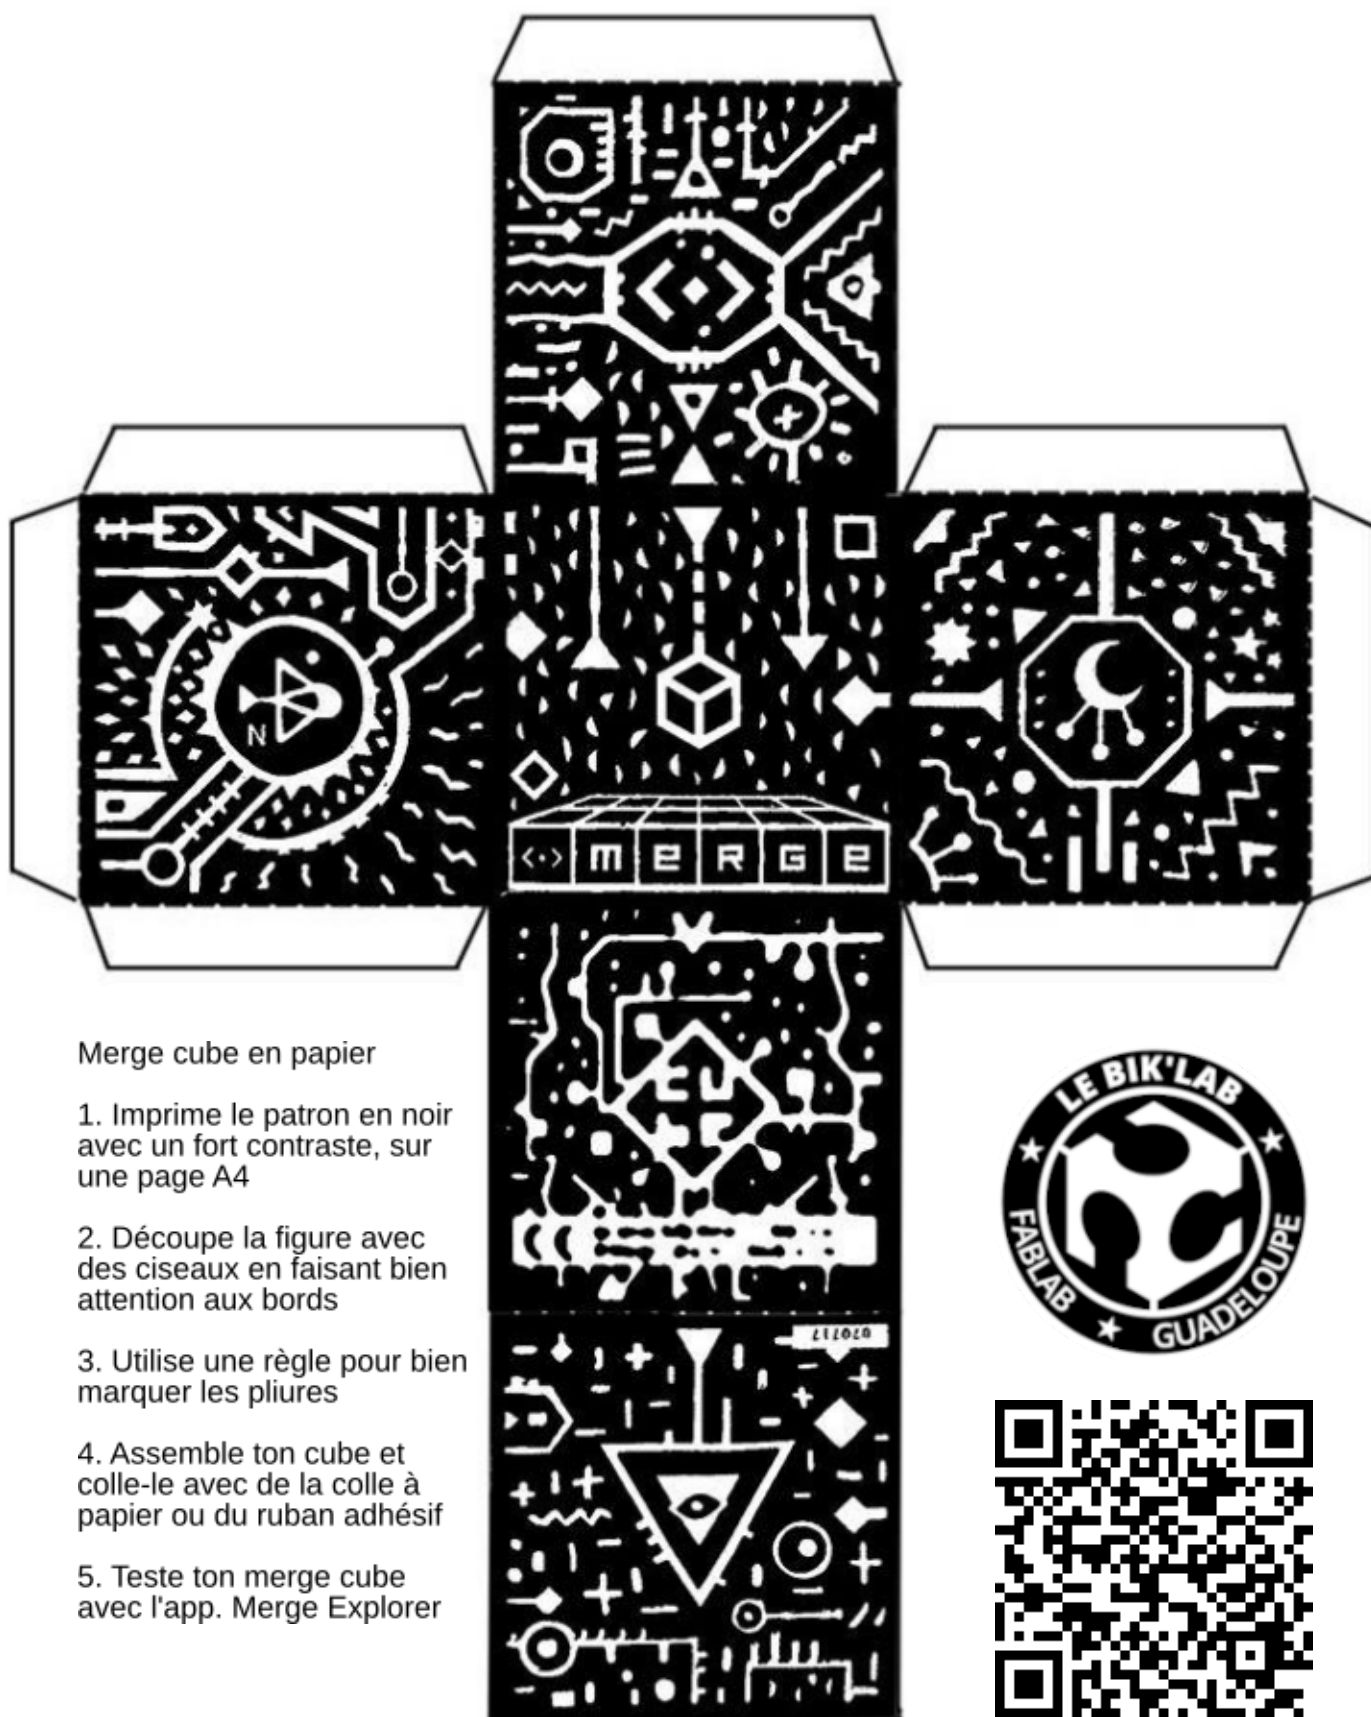 N
<·> m e R G e
Merge cube en papier
1. Imprime le patron en noir
avec un fort contraste, sur
une page A4
2. Découpe la figure avec
des ciseaux en faisant bien
attention aux bords
3. Utilise une règle pour bien
marquer les pliures
4. Assemble ton cube et
colle-le avec de la colle à
papier ou du ruban adhésif
5. Teste ton merge cube
avec l'app. Merge Explorer
LE BIK'LAB
FABLAB
GUADELOUPE
070717